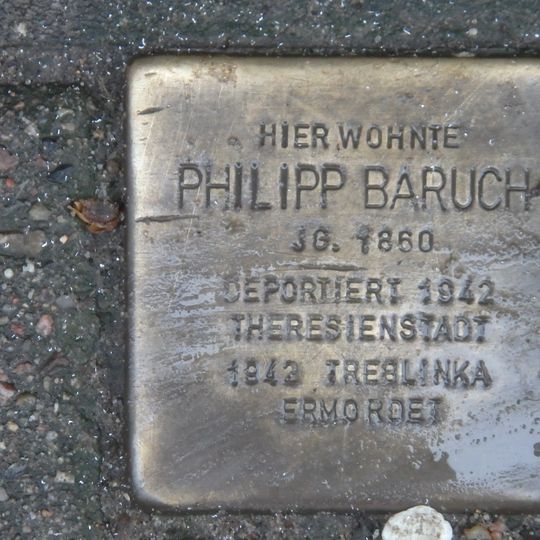 HIER WOHNTE
PHILIPP BARUCH
JG. 1860
DEPORTIERT 1942
THERESIENSTADT
1942 TREBLINKA
ERMORDET